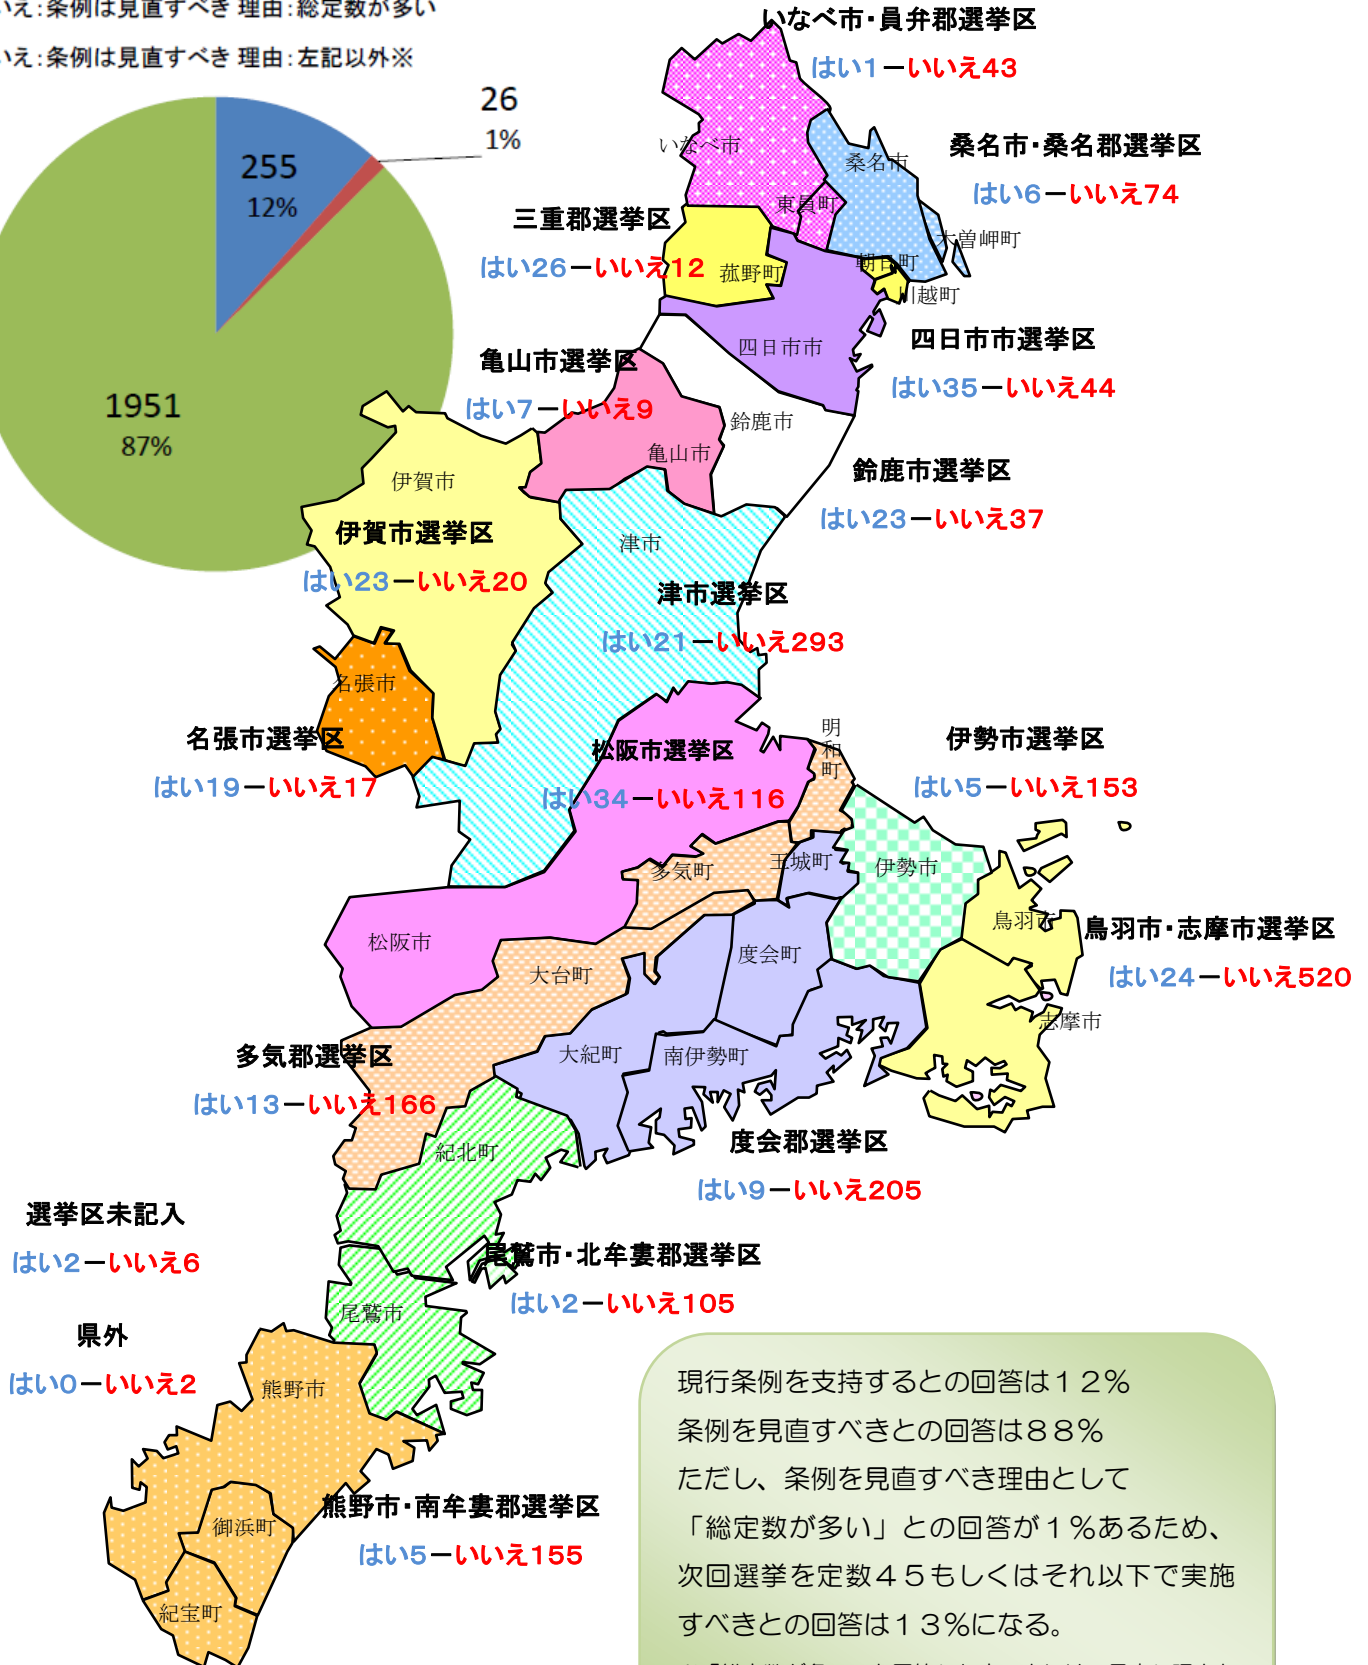 いえ：条例は見直すべき 理由：総定数が多い
いえ：条例は見直すべき 理由：左記以外※
255
12%
26
1%
1951
87%
いなべ市・員弁郡選挙区
はい1－いいえ43
いなべ市
東員町
桑名市・桑名郡選挙区
はい6－いいえ74
桑名市
木曽岬町
三重郡選挙区
はい26－いいえ12
菰野町
朝日町
川越町
四日市市選挙区
はい35－いいえ44
四日市市
亀山市選挙区
はい7－いいえ9
亀山市
鈴鹿市
鈴鹿市選挙区
はい23－いいえ37
伊賀市
伊賀市選挙区
はい23－いいえ20
津市
津市選挙区
はい21－いいえ293
名張市
名張市選挙区
はい19－いいえ17
松阪市選挙区
はい34－いいえ116
松阪市
明和町
伊勢市選挙区
はい5－いいえ153
伊勢市
多気町
玉城町
鳥羽市
鳥羽市・志摩市選挙区
はい24－いいえ520
志摩市
度会町
大台町
大紀町
南伊勢町
多気郡選挙区
はい13－いいえ166
度会郡選挙区
はい9－いいえ205
紀北町
選挙区未記入
はい2－いいえ6
尾鷲市・北牟婁郡選挙区
はい2－いいえ105
尾鷲市
県外
はい0－いいえ2
熊野市
熊野市・南牟婁郡選挙区
はい5－いいえ155
御浜町
紀宝町
現行条例を支持するとの回答は１２％
条例を見直すべきとの回答は８８％
ただし、条例を見直すべき理由として
「総定数が多い」との回答が１％あるため、
次回選挙を定数４５もしくはそれ以下で実施
すべきとの回答は１３％になる。